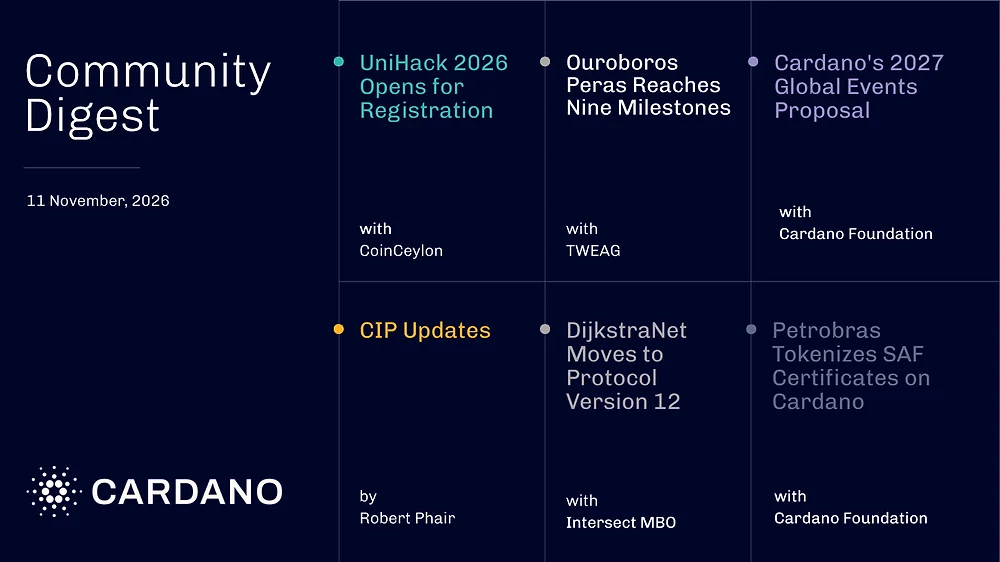 Community
Digest
11 November, 2026
CARDANO
UniHack 2026
Opens for
Registration
with
CoinCeylon
Ouroboros
Peras Reaches
Nine Milestones
with
TWEAG
Cardano's 2027
Global Events
Proposal
with
Cardano Foundation
CIP Updates
by
Robert Phair
DijkstraNet
Moves to
Protocol
Version 12
with
Intersect MBO
Petrobras
Tokenizes SAF
Certificates on
Cardano
with
Cardano Foundation